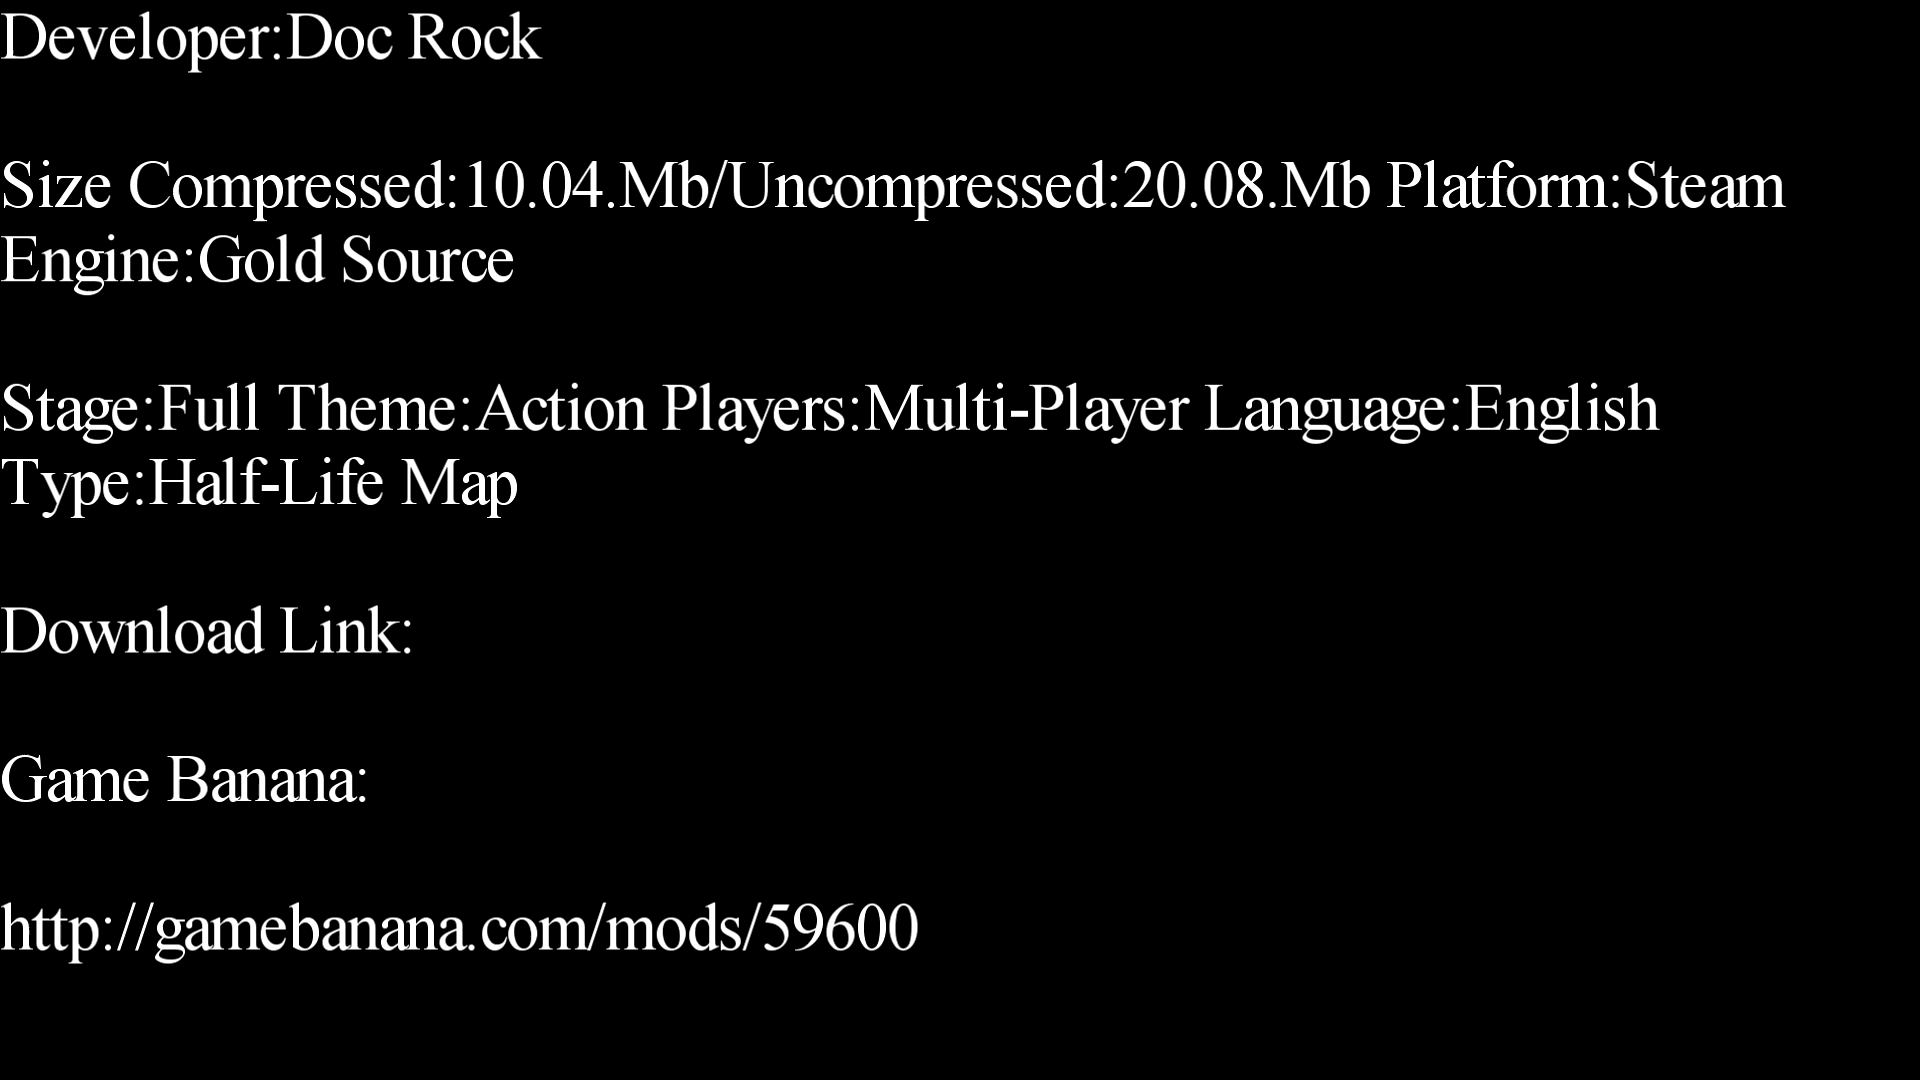 Developer:Doc Rock
Size Compressed:10.04.Mb/Uncompressed:20.08.Mb Platform:Steam
Engine:Gold Source
Stage:Full Theme:Action Players:Multi-Player Language:English
Type:Half-Life Map
Download Link:
Game Banana:
http://gamebanana.com/mods/59600